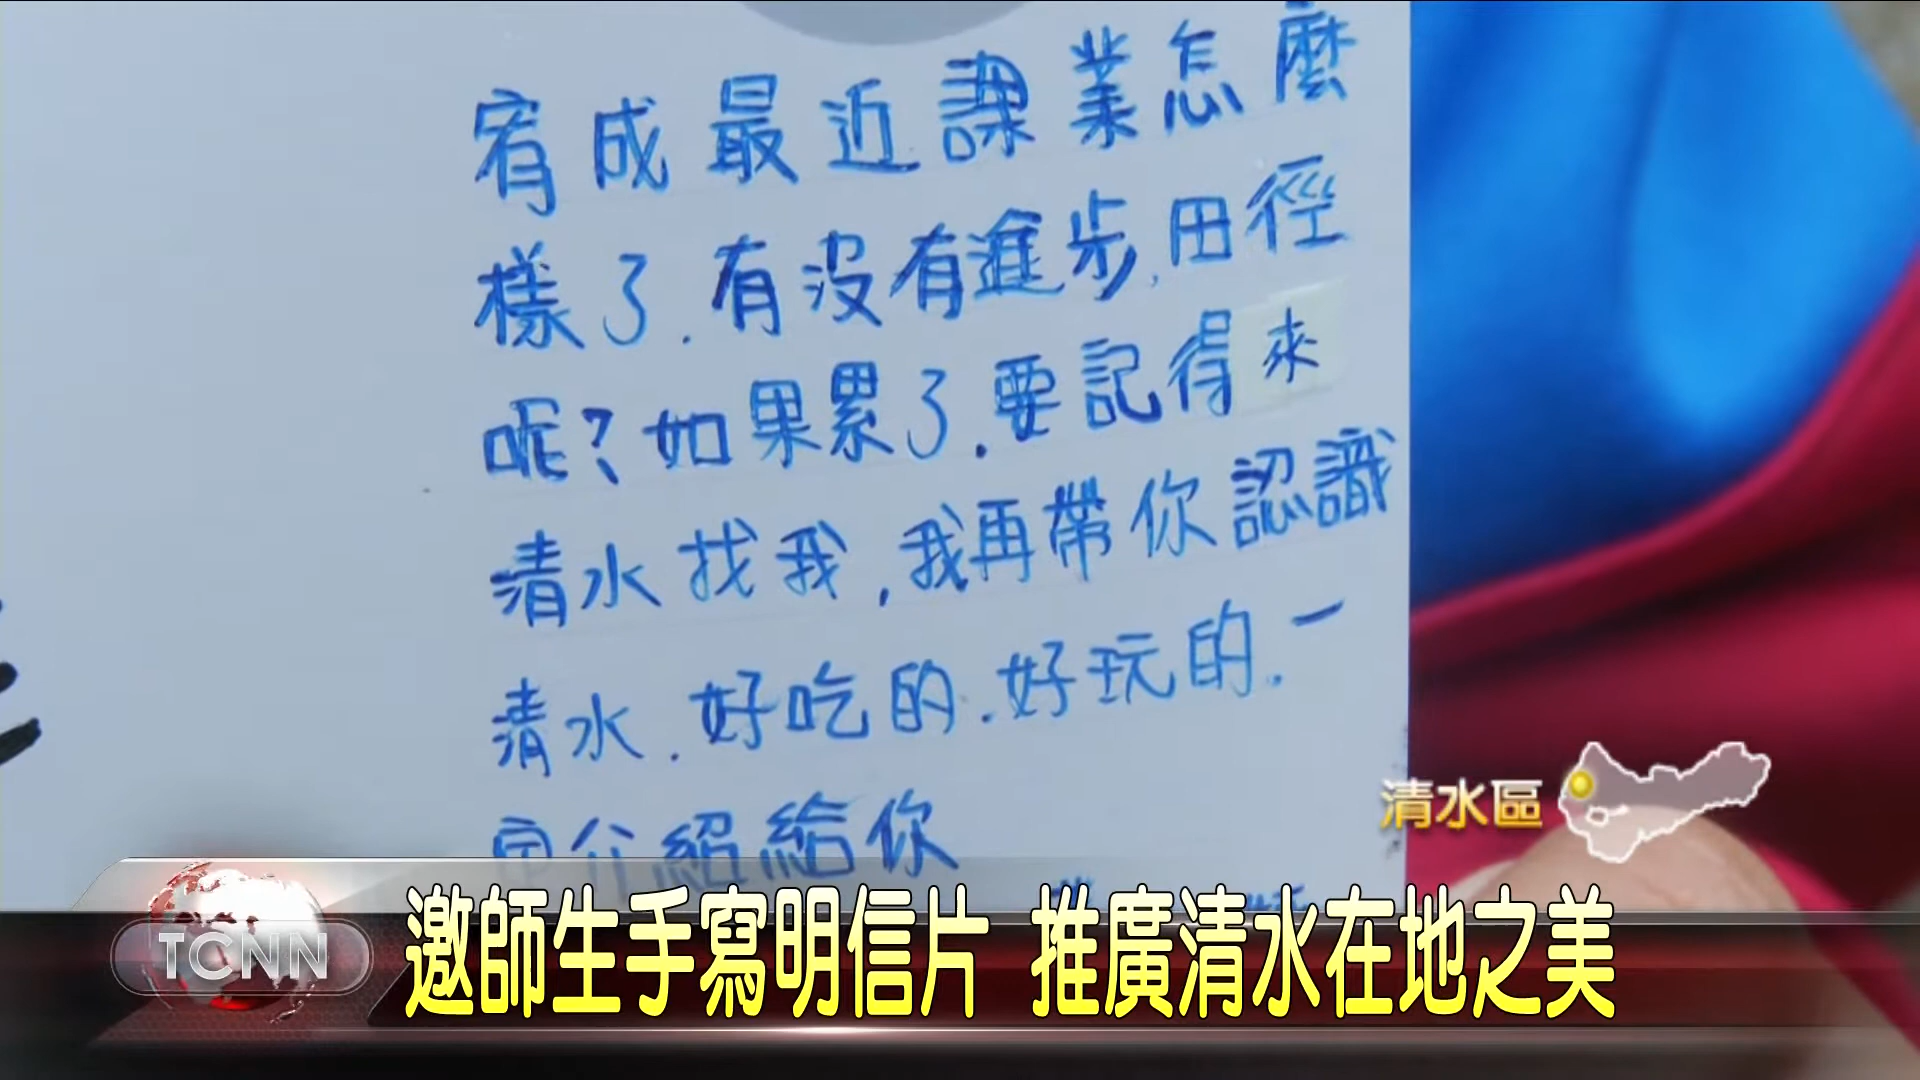 宥成最近課業怎麼
樣了.有沒有進步,田徑
呢?如果累了.要記得來
清水找我,我再帶你認識
清水.好吃的.好玩的.一
定介紹給你
清水區
TCNN
邀師生手寫明信片 推廣清水在地之美